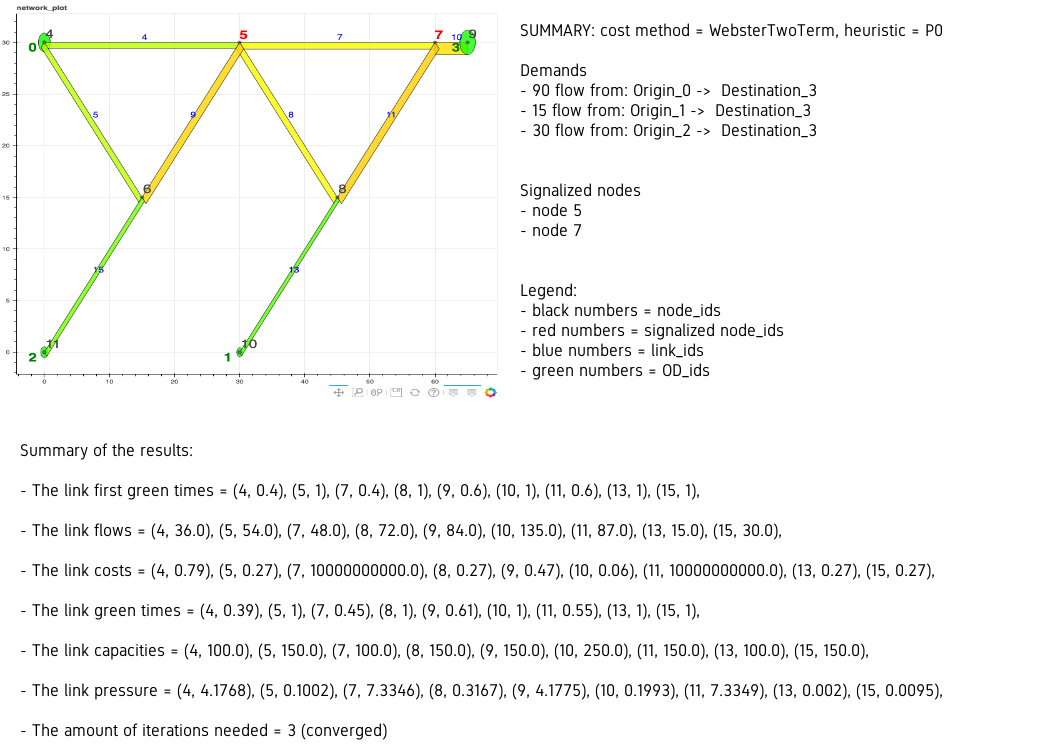 network_plot
4
5
7
9
0
4
7
10
3
30
25
5
9
8
11
20
6
8
15
10
15
13
5
11
10
0
2
1
0
10
20
30
40
50
60
SUMMARY: cost method = WebsterTwoTerm, heuristic = P0
Demands
- 90 flow from: Origin_0 -> Destination_3
- 15 flow from: Origin_1 -> Destination_3
- 30 flow from: Origin_2 -> Destination_3
Signalized nodes
- node 5
- node 7
Legend:
- black numbers = node_ids
- red numbers = signalized node_ids
- blue numbers = link_ids
- green numbers = OD_ids
Summary of the results:
- The link first green times = (4, 0.4), (5, 1), (7, 0.4), (8, 1), (9, 0.6), (10, 1), (11, 0.6), (13, 1), (15, 1),
- The link flows = (4, 36.0), (5, 54.0), (7, 48.0), (8, 72.0), (9, 84.0), (10, 135.0), (11, 87.0), (13, 15.0), (15, 30.0),
- The link costs = (4, 0.79), (5, 0.27), (7, 10000000000.0), (8, 0.27), (9, 0.47), (10, 0.06), (11, 10000000000.0), (13, 0.27), (15, 0.27),
- The link green times = (4, 0.39), (5, 1), (7, 0.45), (8, 1), (9, 0.61), (10, 1), (11, 0.55), (13, 1), (15, 1),
- The link capacities = (4, 100.0), (5, 150.0), (7, 100.0), (8, 150.0), (9, 150.0), (10, 250.0), (11, 150.0), (13, 100.0), (15, 150.0),
- The link pressure = (4, 4.1768), (5, 0.1002), (7, 7.3346), (8, 0.3167), (9, 4.1775), (10, 0.1993), (11, 7.3349), (13, 0.002), (15, 0.0095),
- The amount of iterations needed = 3 (converged)